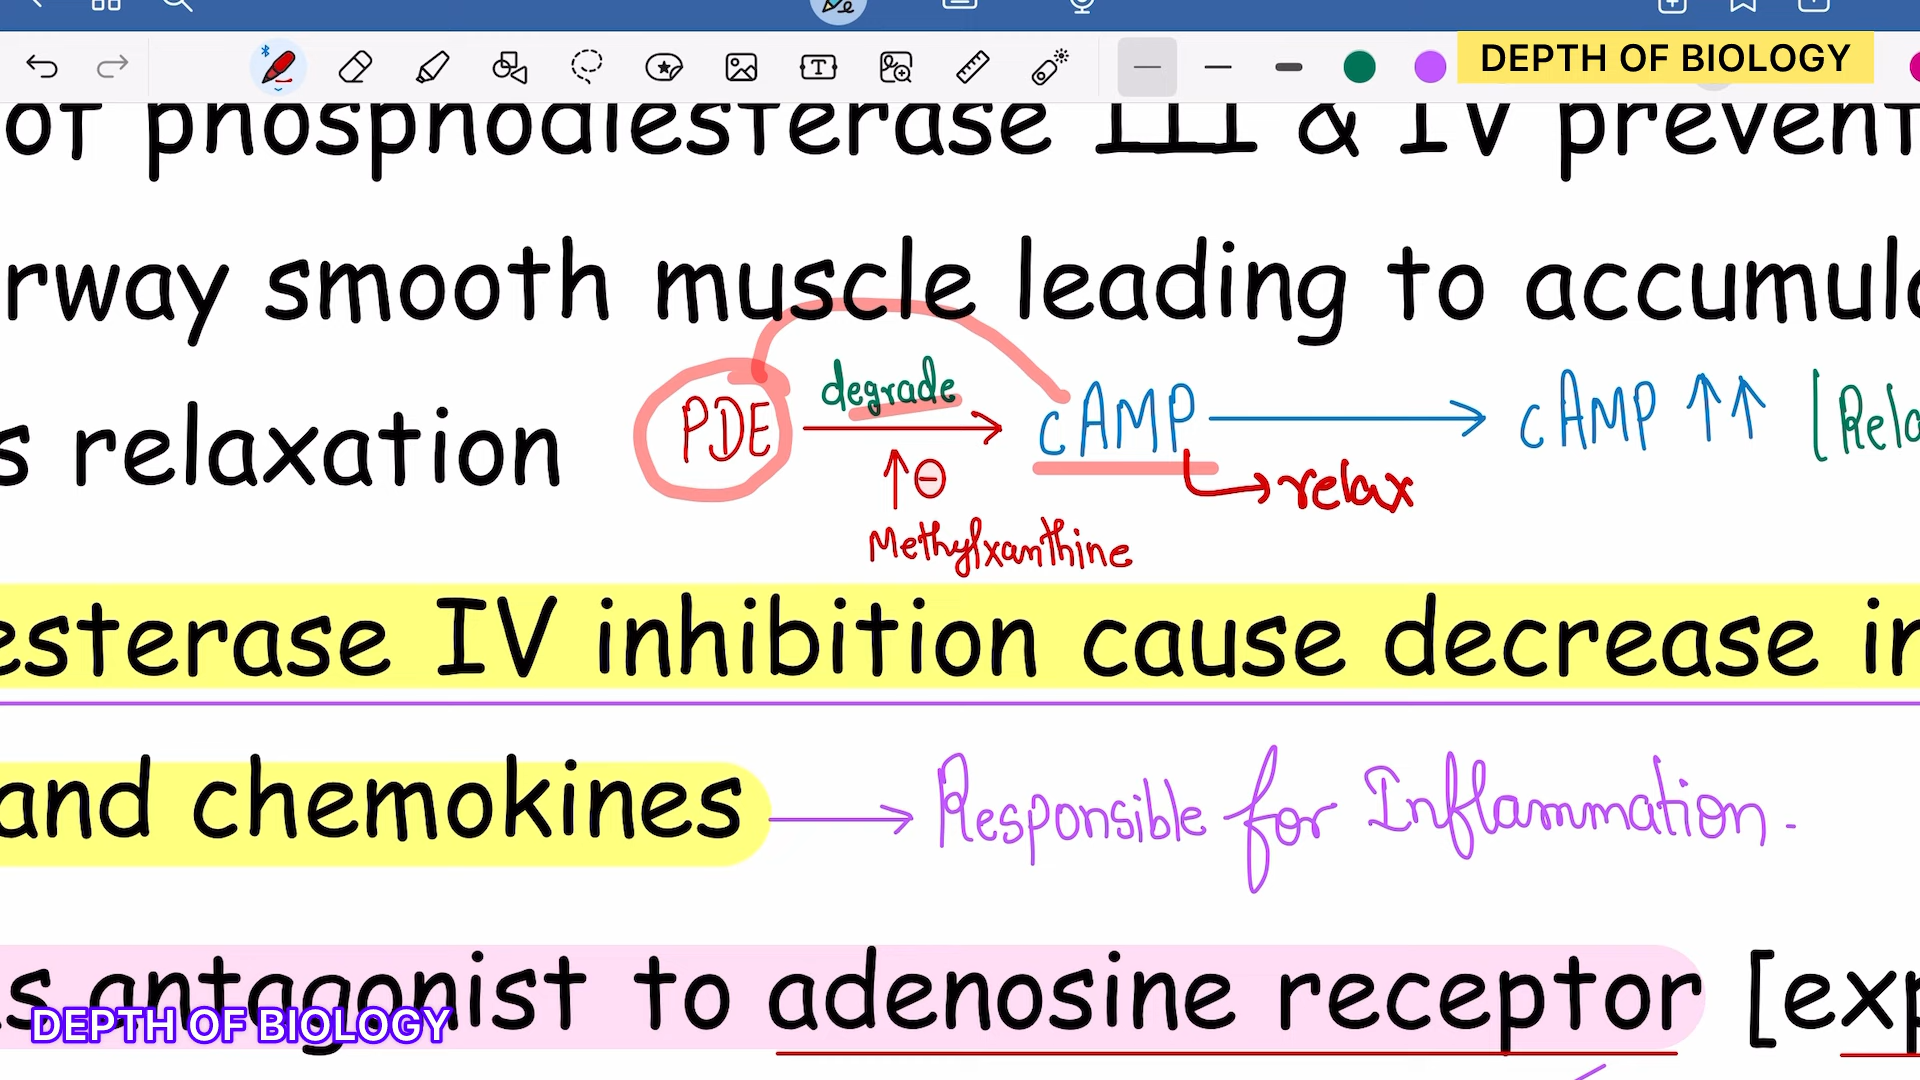 DEPTH OF BIOLOGY
of phosphodiesterase III & IV prevent
rway smooth muscle leading to accumul
degrade
s relaxation PDE cAMP cAMP ↑↑ [Rela
↑ ⊖ relax
Methylxanthine
esterase IV inhibition cause decrease in
and chemokines → Responsible for Inflammation.
s antagonist to adenosine receptor [exp
DEPTH OF BIOLOGY